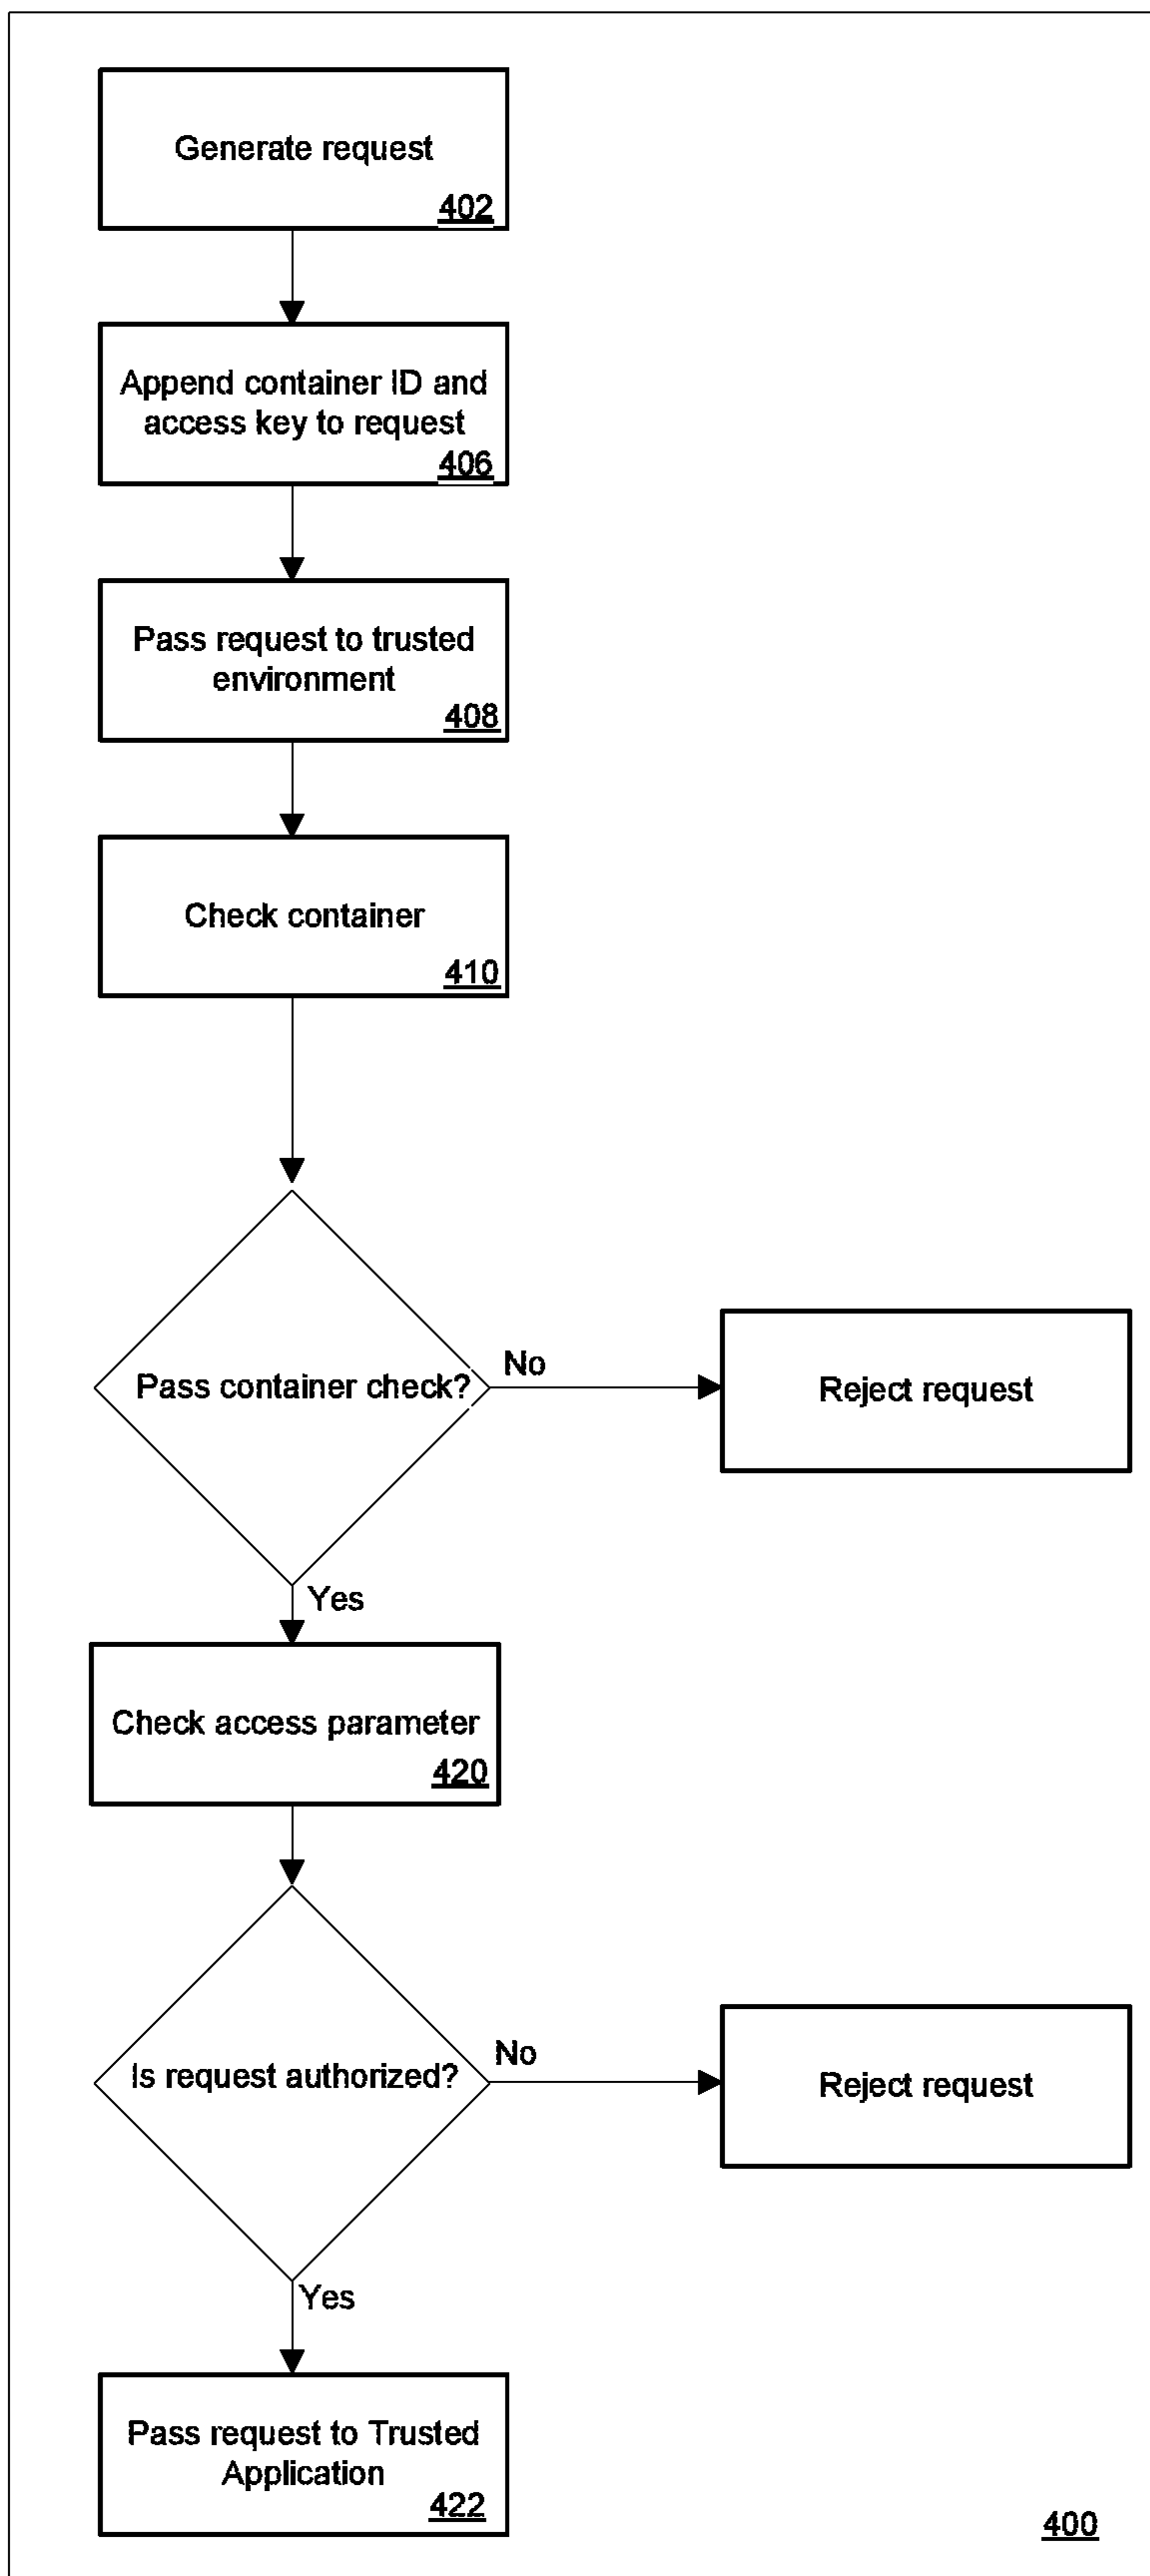 Generate request
402
Append container ID and
access key to request
406
Pass request to trusted
environment
408
Check container
410
Pass container check?
No
Reject request
Yes
Check access parameter
420
Is request authorized?
No
Reject request
Yes
Pass request to Trusted
Application
422
400